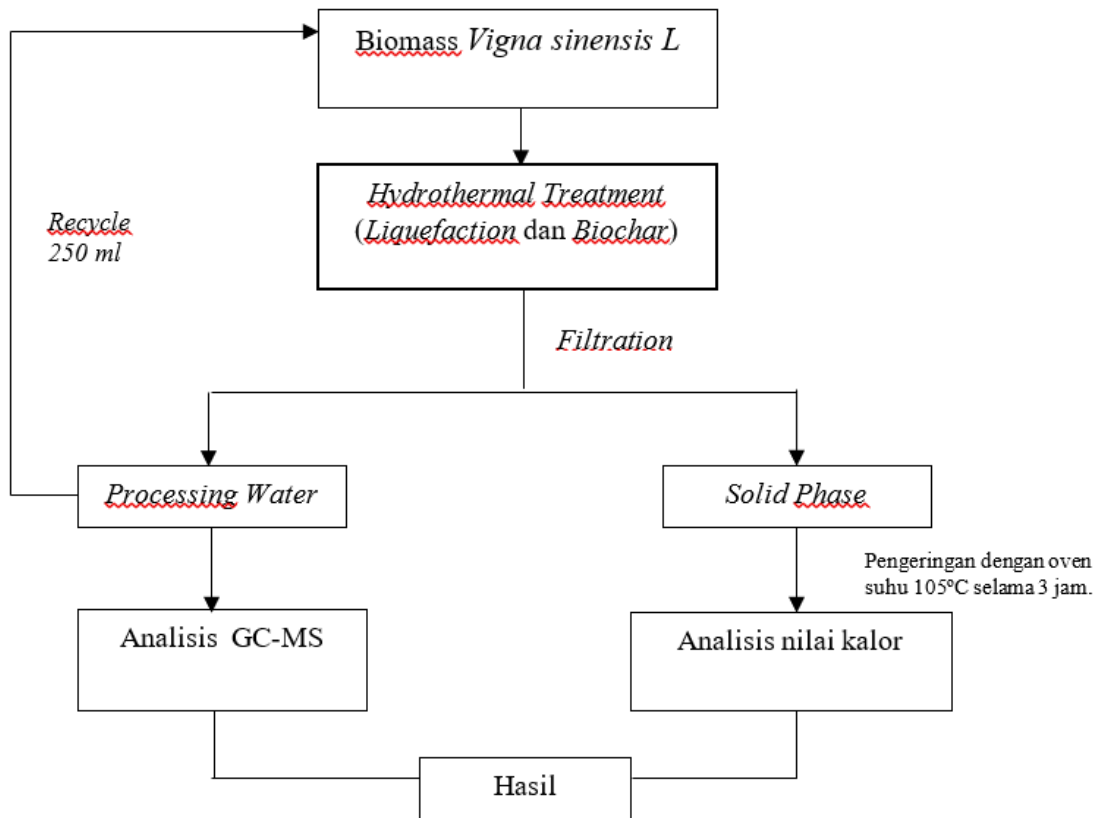 Biomass Vigna sinensis L
Hydrothermal Treatment
(Liquefaction dan Biochar)
Recycle
250 ml
Filtration
Processing Water
Solid Phase
Pengeringan dengan oven
suhu 105°C selama 3 jam.
Analisis GC-MS
Analisis nilai kalor
Hasil